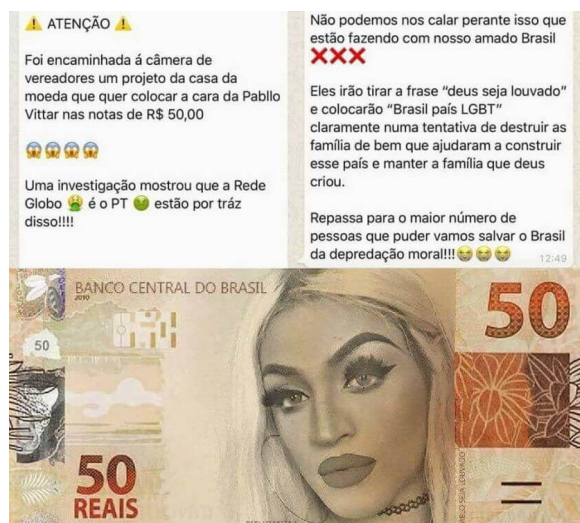 ⚠️ ATENÇÃO ⚠️
Foi encaminhada á câmera de
vereadores um projeto da casa da
moeda que quer colocar a cara da Pabllo
Vittar nas notas de R$ 50,00
😱😱😱😱
Uma investigação mostrou que a Rede
Globo 🤮 é o PT 🤢 estão por tráz
disso!!!!
Não podemos nos calar perante isso que
estão fazendo com nosso amado Brasil
❌❌❌
Eles irão tirar a frase “deus seja louvado”
e colocarão “Brasil país LGBT”
claramente numa tentativa de destruir as
família de bem que ajudaram a construir
esse país e manter a família que deus
criou.
Repassa para o maior número de
pessoas que puder vamos salvar o Brasil
da depredação moral!!!😭😭😭
12:49
BANCO CENTRAL DO BRASIL
2010
50
50
50
REAIS
SEJA LOUVADO